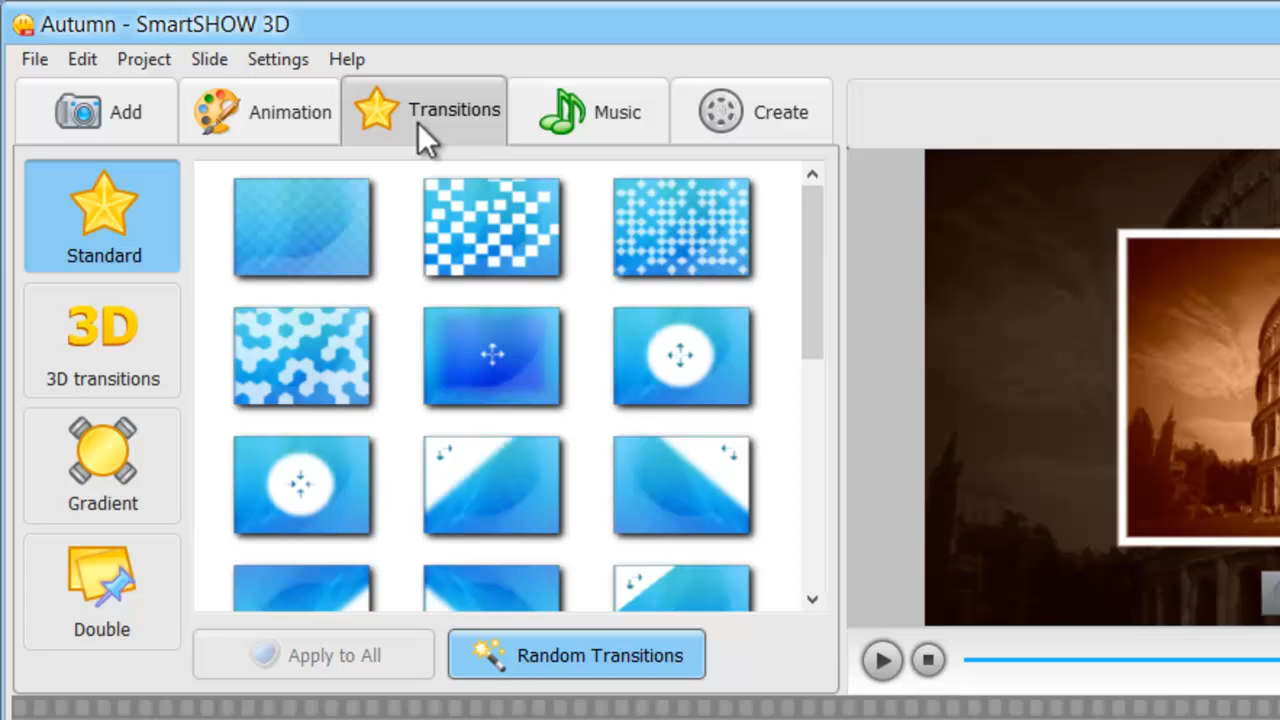 Autumn - SmartSHOW 3D
File Edit Project Slide Settings Help
Add Animation Transitions Music Create
Standard
3D
3D transitions
Gradient
Double
Apply to All Random Transitions